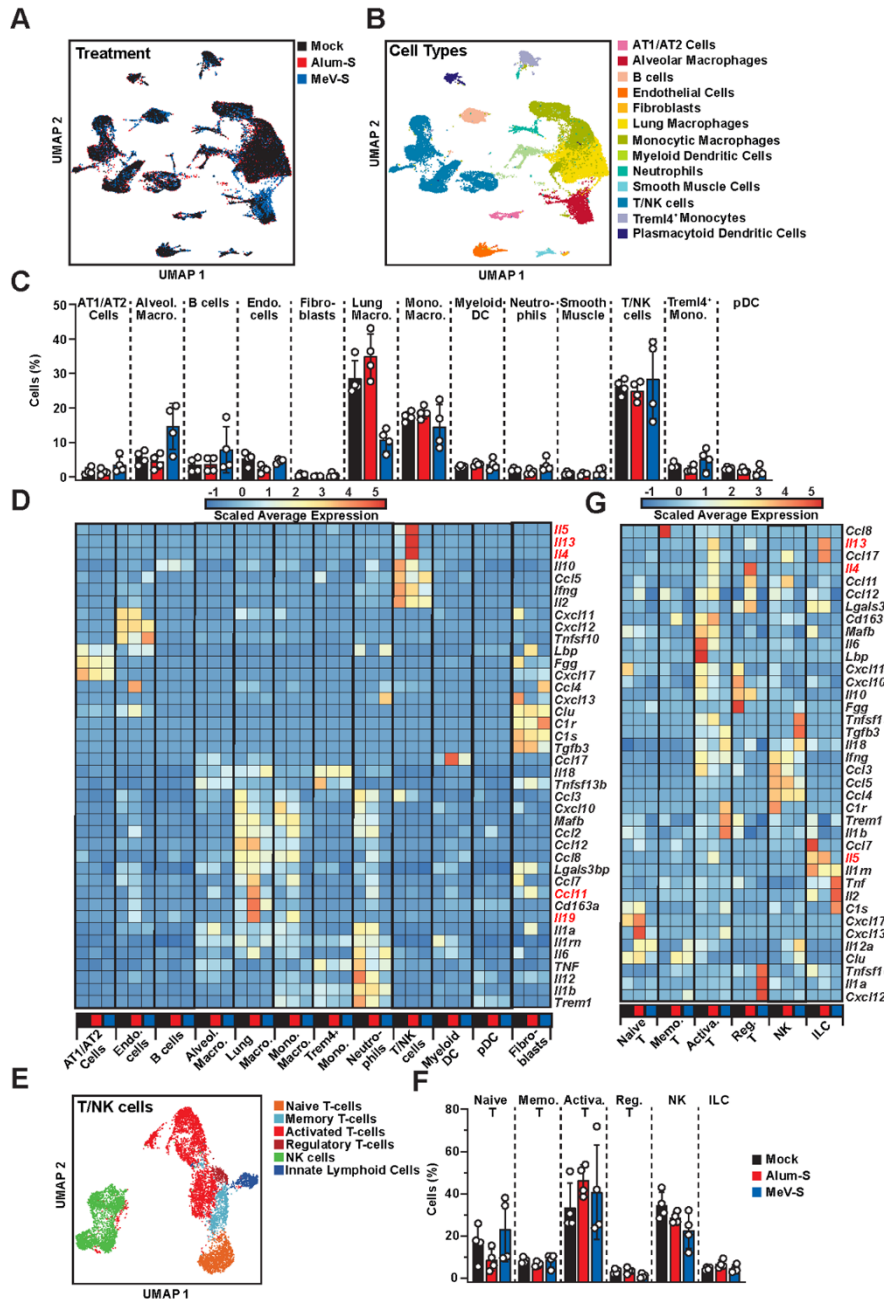 A
Treatment
Mock
Alum-S
MeV-S
UMAP 2
UMAP 1
B
Cell Types
AT1/AT2 Cells
Alveolar Macrophages
B cells
Endothelial Cells
Fibroblasts
Lung Macrophages
Monocytic Macrophages
Myeloid Dendritic Cells
Neutrophils
Smooth Muscle Cells
T/NK cells
Treml4⁺ Monocytes
Plasmacytoid Dendritic Cells
UMAP 2
UMAP 1
C
AT1/AT2 Cells
Alveol. Macro.
B cells
Endo. cells
Fibro- blasts
Lung Macro.
Mono. Macro.
Myeloid DC
Neutro- phils
Smooth Muscle
T/NK cells
Treml4⁺ Mono.
pDC
Cells (%)
50
40
30
20
10
0
D
-1 0 1 2 3 4 5
Scaled Average Expression
Il5
Il13
Il4
Il10
Ccl5
Ifng
Il2
Cxcl11
Cxcl12
Tnfsf10
Lbp
Fgg
Cxcl17
Ccl4
Cxcl13
Clu
C1r
C1s
Tgfb3
Ccl17
Il18
Tnfsf13b
Ccl3
Cxcl10
Mafb
Ccl2
Ccl12
Ccl8
Lgals3bp
Ccl7
Ccl11
Cd163a
Il19
Il1a
Il1rn
Il6
TNF
Il12
Il1b
Trem1
AT1/AT2 Cells
Endo. cells
B cells
Alveol. Macro.
Lung Macro.
Mono. Macro.
Trem4. Mono.
Neutro- phils
T/NK cells
Myeloid DC
pDC
Fibro- blasts
G
-1 0 1 2 3 4 5
Scaled Average Expression
Ccl8
Il13
Ccl17
Il4
Ccl11
Ccl12
Lgals3
Cd163
Mafb
Il6
Lbp
Cxcl11
Cxcl10
Il10
Fgg
Tnfsf1
Tgfb3
Il18
Ifng
Ccl3
Ccl5
Ccl4
C1r
Trem1
Il1b
Ccl7
Il5
Il1rn
Tnf
Il2
C1s
Cxcl17
Cxcl13
Il12a
Clu
Tnfsf1
Il1a
Cxcl12
Naive T
Memo. T
Activa. T
Reg. T
NK
ILC
E
T/NK cells
Naive T-cells
Memory T-cells
Activated T-cells
Regulatory T-cells
NK cells
Innate Lymphoid Cells
UMAP 2
UMAP 1
F
Naive T
Memo. T
Activa. T
Reg. T
NK
ILC
Cells (%)
80
60
40
20
0
Mock
Alum-S
MeV-S